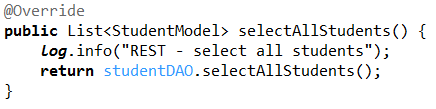 @Override
public List<StudentModel> selectAllStudents() {
    log.info("REST - select all students");
    return studentDAO.selectAllStudents();
}